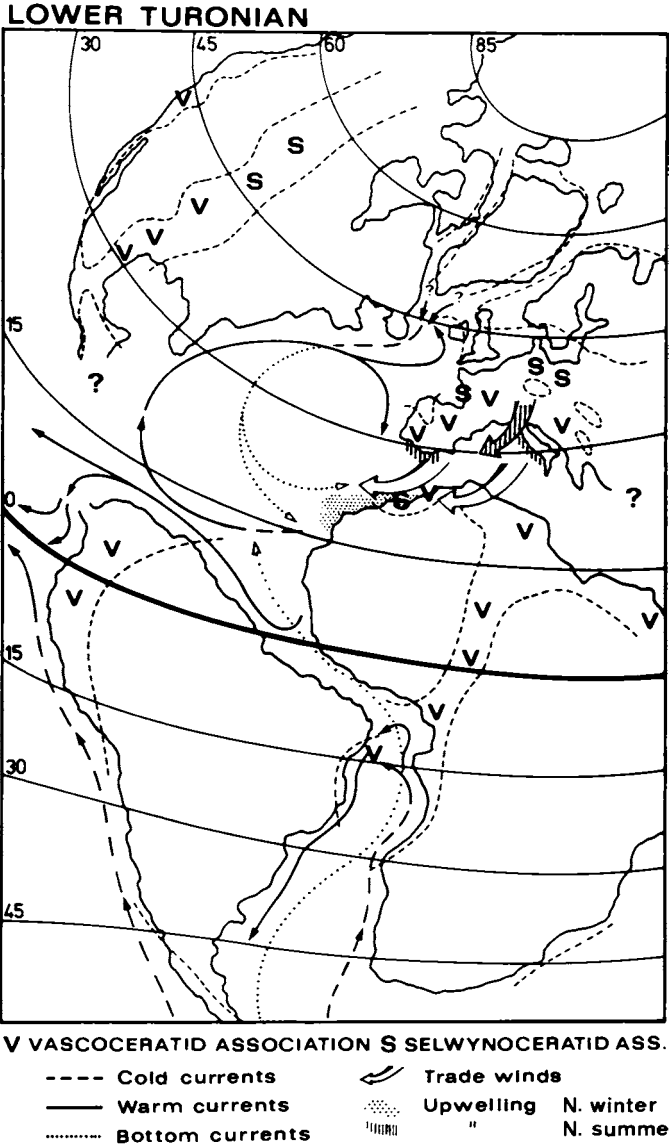 LOWER TURONIAN
30 45 60 85
V
S
S
V
V
V
15
?
S S
S V
V V V
V
S
?
0
V
V
V
V
V
15
V
V
V
30
45
V VASCOCERATID ASSOCIATION S SELWYNOCERATID ASS.
Cold currents Trade winds
Warm currents Upwelling N. winter
Bottom currents " N. summe